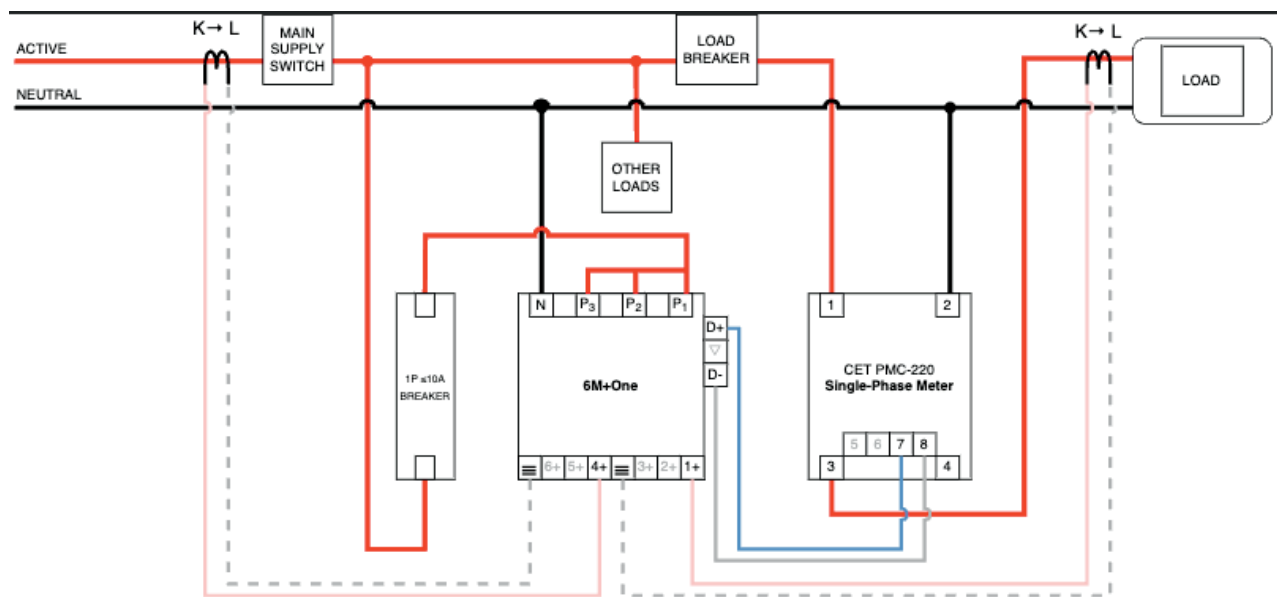 K→ L
MAIN
SUPPLY
SWITCH
LOAD
BREAKER
K→ L
LOAD
ACTIVE
NEUTRAL
OTHER
LOADS
N
P3
P2
P1
D+
▽
D-
1P ≤10A
BREAKER
6M+One
≡
6+
5+
4+
≡
3+
2+
1+
1
2
CET PMC-220
Single-Phase Meter
5
6
7
8
3
4